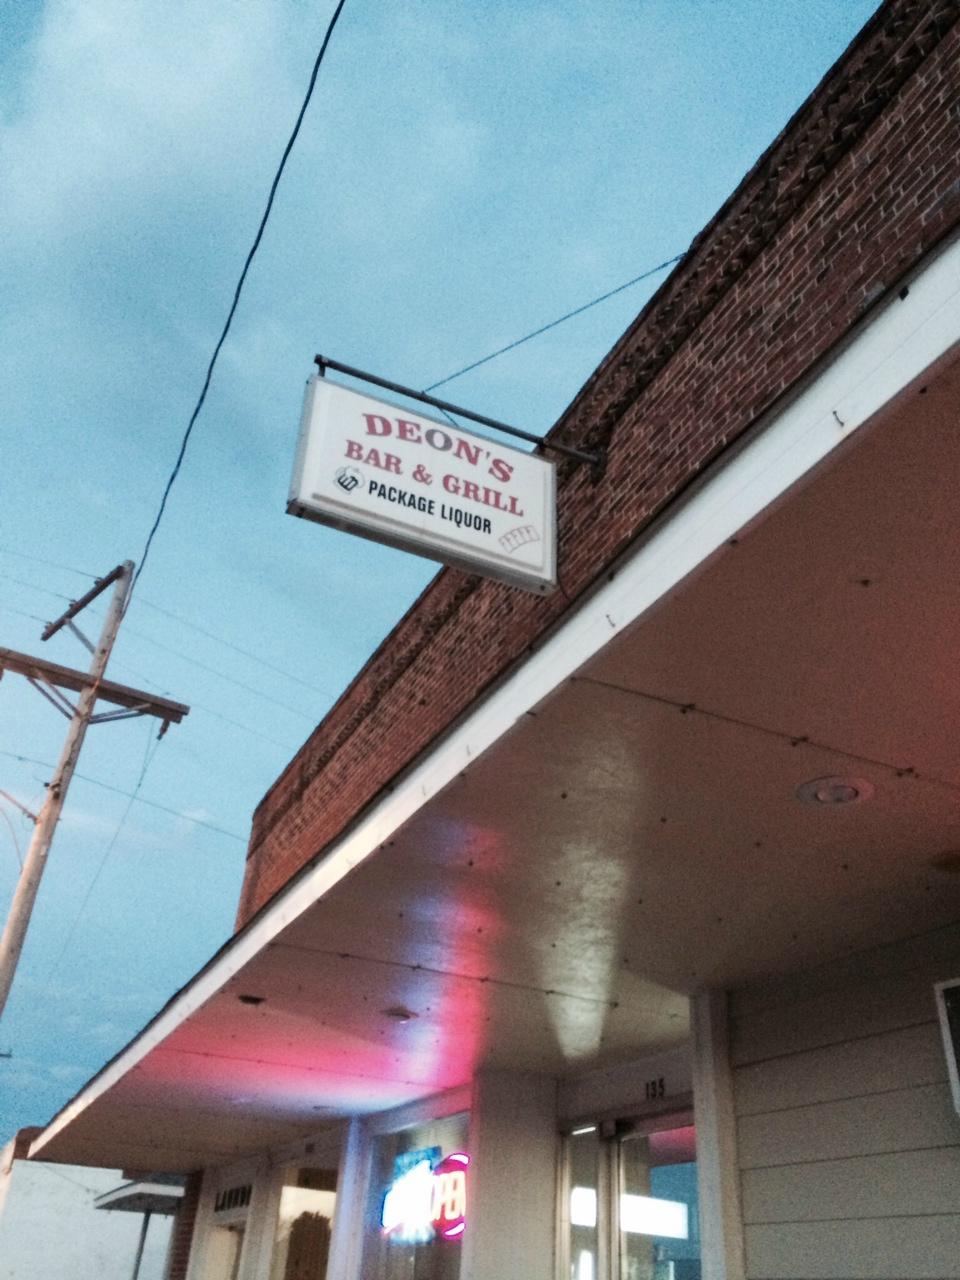 DEON'S
BAR & GRILL
PACKAGE LIQUOR
135
OPEN